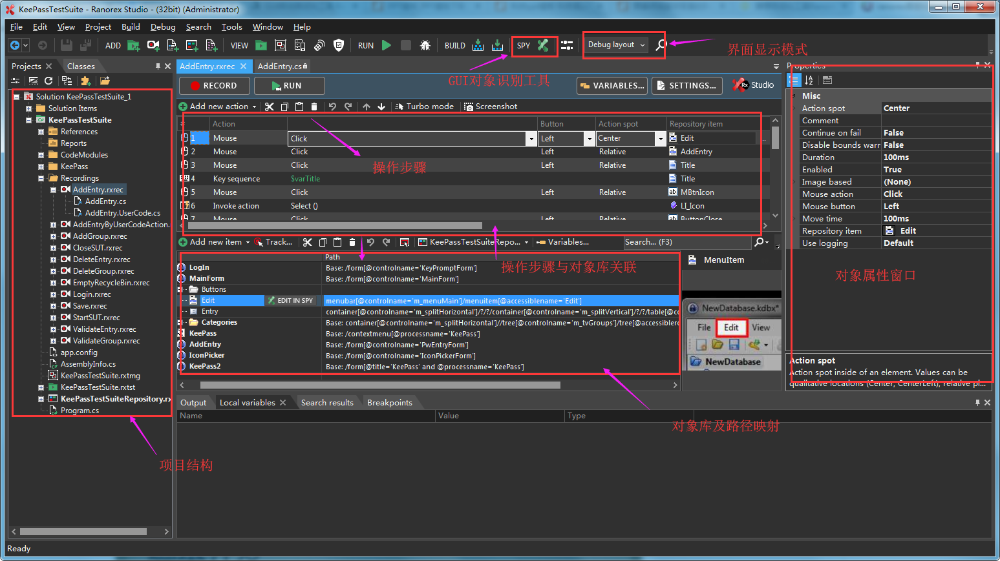 KeePassTestSuite - Ranorex Studio - (32bit) (Administrator)
File Edit View Project Build Debug Search Tools Window Help
ADD VIEW RUN BUILD SPY Debug layout
界面显示模式
GUI对象识别工具
Projects Classes
Solution KeePassTestSuite_1
Solution Items
KeePassTestSuite
References
Reports
CodeModules
KeePass
Recordings
AddEntry.rxrec
AddEntry.cs
AddEntry.UserCode.cs
AddEntryByUserCodeAction.
AddGroup.rxrec
CloseSUT.rxrec
DeleteEntry.rxrec
DeleteGroup.rxrec
EmptyRecycleBin.rxrec
Login.rxrec
Save.rxrec
StartSUT.rxrec
ValidateEntry.rxrec
ValidateGroup.rxrec
app.config
AssemblyInfo.cs
KeePassTestSuite.rxtmg
KeePassTestSuite.rxtst
KeePassTestSuiteRepository.rx
Program.cs
项目结构
AddEntry.rxrec AddEntry.cs
RECORD RUN VARIABLES... SETTINGS... Rx Studio
Add new action Turbo mode Screenshot
# Action Button Action spot Repository item
1 Mouse Click Left Center Edit ...
2 Mouse Click Left Relative AddEntry
3 Mouse Click Left Relative Title
4 Key sequence $varTitle Title
5 Mouse Click Left Relative MBtnIcon
6 Invoke action Select () LI_Icon
7 Mouse Click Left Relative ButtonClose
操作步骤
Add new item Track... KeePassTestSuiteRepo... Variables... Search... (F3)
Path
操作步骤与对象库关联
LogIn Base: /form[@controlname='KeyPromptForm']
MainForm Base: /form[@controlname='MainForm']
Buttons
Edit EDIT IN SPY menubar[@controlname='m_menuMain']/menuitem[@accessiblename='Edit']
Entry container[@controlname='m_splitHorizontal']/?/?/container[@controlname='m_splitVertical']/?/?/table[@co
Categories Base: container[@controlname='m_splitHorizontal']//tree[@controlname='m_tvGroups']/tree[@accessiblero
KeePass Base: /contextmenu[@processname='KeePass']
AddEntry Base: /form[@controlname='PwEntryForm']
IconPicker Base: /form[@controlname='IconPickerForm']
KeePass2 Base: /form[@title='KeePass' and @processname='KeePass']
MenuItem
NewDatabase.kdbx*
File Edit View
NewDatabase
对象库及路径映射
Output Local variables Search results Breakpoints
Name Value Type
Properties
Misc
Action spot Center
Comment
Continue on fail False
Disable bounds warr False
Duration 100ms
Enabled True
Image based (None)
Mouse action Click
Mouse button Left
Move time 100ms
Repository item Edit
Use logging Default
对象属性窗口
Action spot
Action spot inside of an element. Values can be
qualitative locations (Center, CenterLeft), relative pl...
Ready